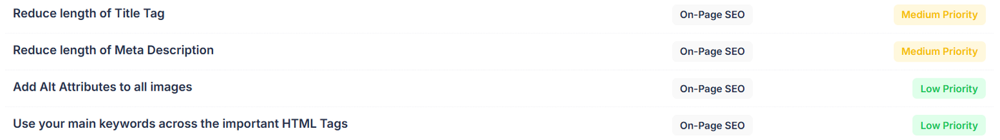 Reduce length of Title Tag On-Page SEO Medium Priority
Reduce length of Meta Description On-Page SEO Medium Priority
Add Alt Attributes to all images On-Page SEO Low Priority
Use your main keywords across the important HTML Tags On-Page SEO Low Priority